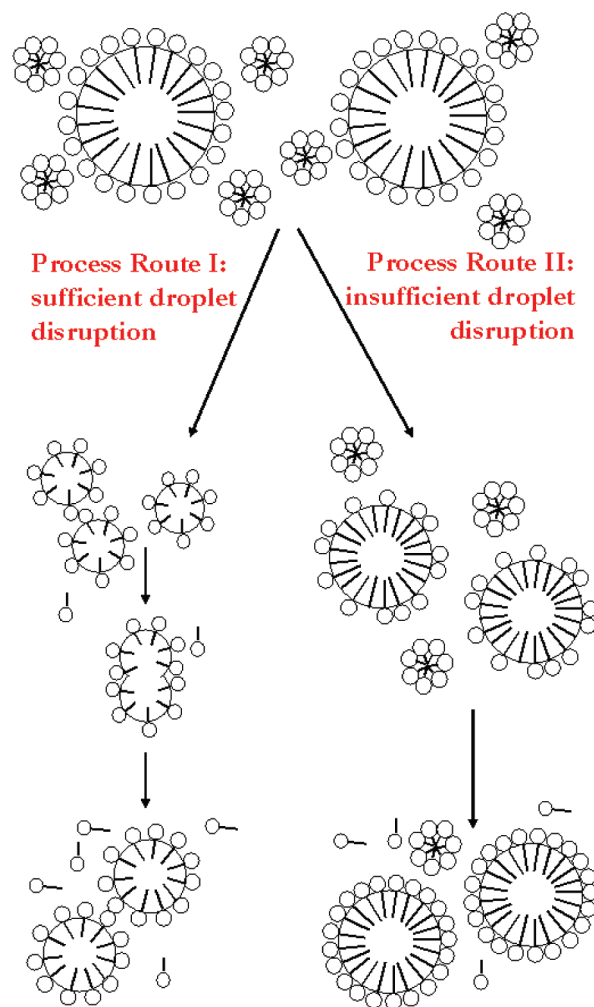 Process Route I:
sufficient droplet
disruption
Process Route II:
insufficient droplet
disruption